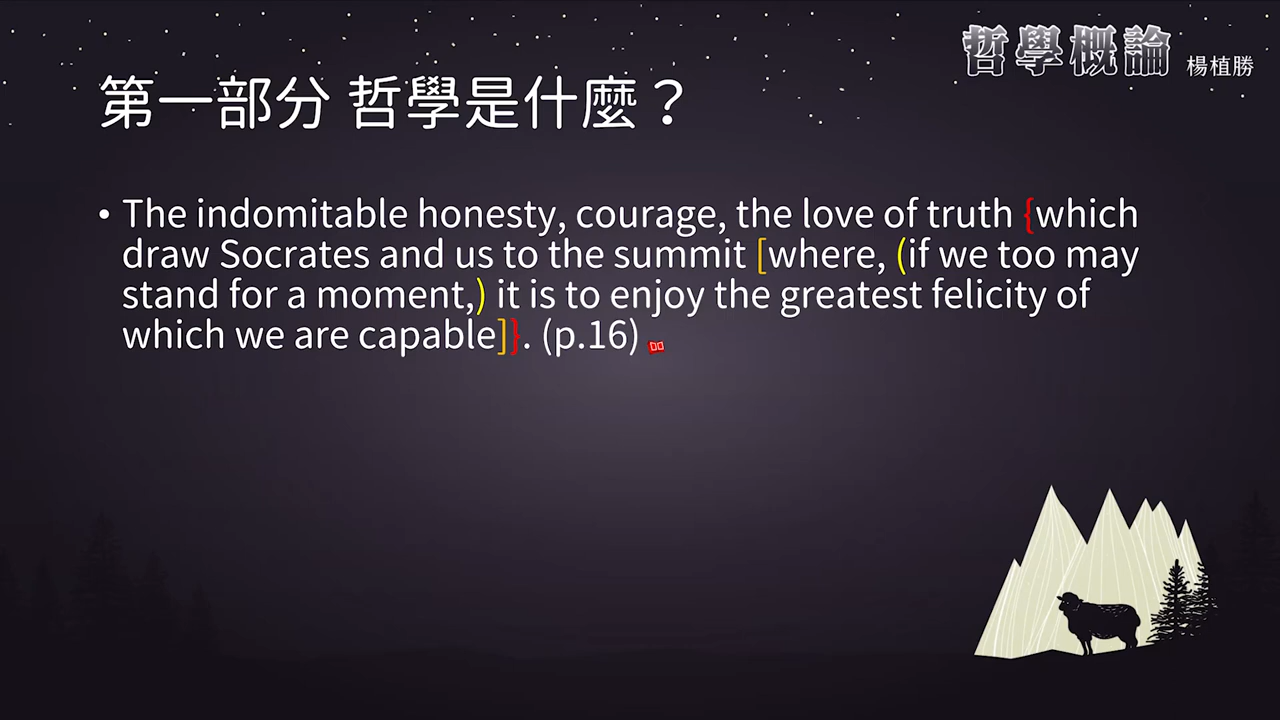 哲學概論 楊植勝
第一部分 哲學是什麼？
• The indomitable honesty, courage, the love of truth {which
draw Socrates and us to the summit [where, (if we too may
stand for a moment,) it is to enjoy the greatest felicity of
which we are capable]}. (p.16)